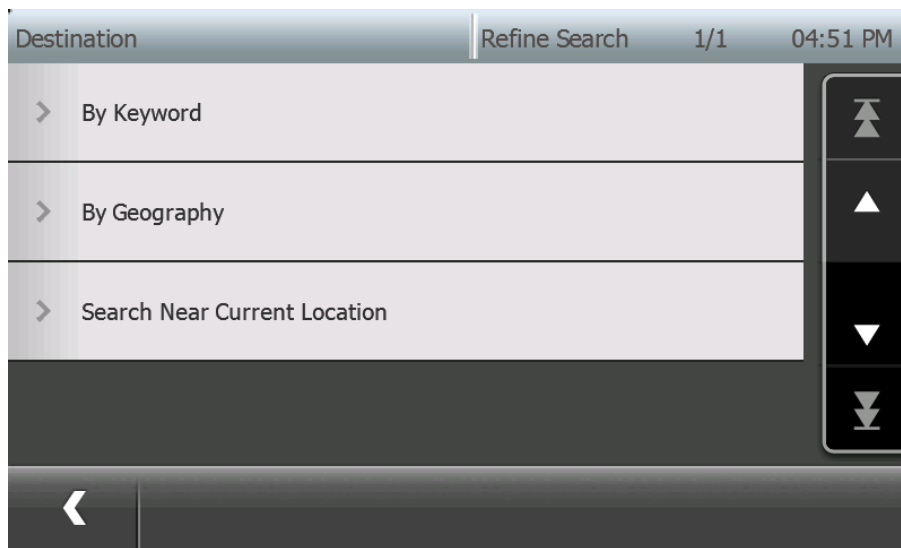 Destination Refine Search 1/1 04:51 PM
By Keyword
By Geography
Search Near Current Location